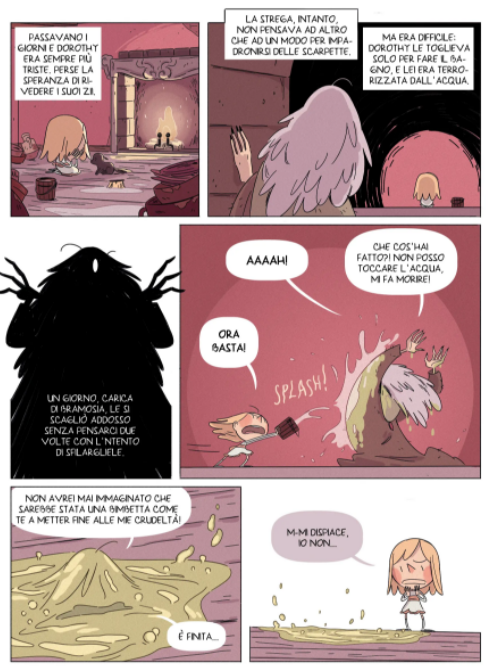 PASSAVANO I
GIORNI E DOROTHY
ERA SEMPRE PIÙ
TRISTE. PERSE LA
SPERANZA DI RI-
VEDERE I SUOI ZII.
LA STREGA, INTANTO,
NON PENSAVA AD ALTRO
CHE AD UN MODO PER IMPA-
DRONIRSI DELLE SCARPETTE.
MA ERA DIFFICILE:
DOROTHY LE TOGLIEVA
SOLO PER FARE IL BA-
GNO, E LEI ERA TERRO-
RIZZATA DALL'ACQUA.
UN GIORNO, CARICA
DI BRAMOSIA, LE SI
SCAGLIÒ ADDOSSO
SENZA PENSARCI DUE
VOLTE CON L'NTENTO
DI SFILARGLIELE.
AAAAH!
CHE COS'HAI
FATTO?! NON POSSO
TOCCARE L'ACQUA,
MI FA MORIRE!
ORA
BASTA!
SPLASH!
NON AVREI MAI IMMAGINATO CHE
SAREBBE STATA UNA BIMBETTA COME
TE A METTER FINE ALLE MIE CRUDELTÀ!
È FINITA...
M-MI DISPIACE,
IO NON...